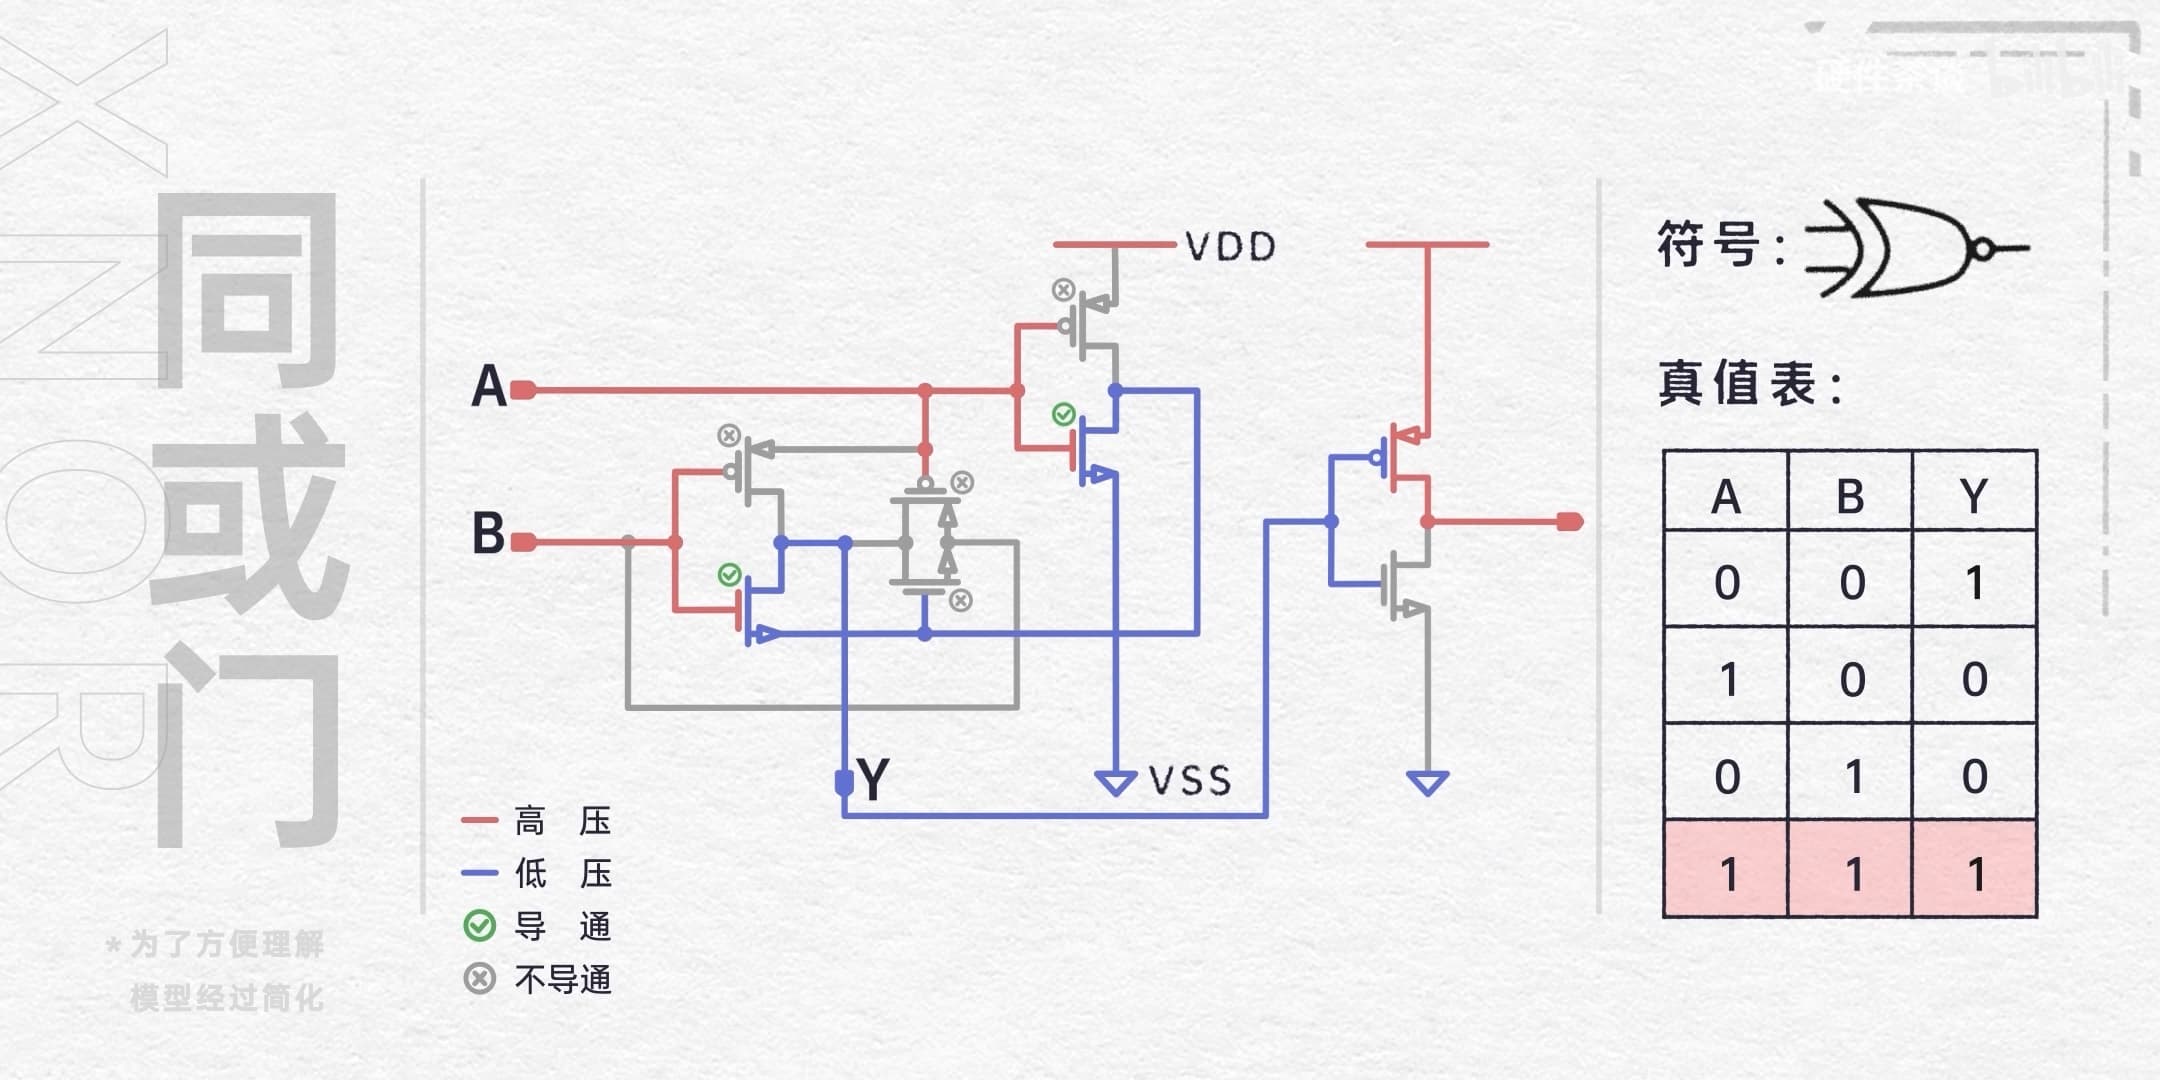 XNOR
同或门
* 为了方便理解
模型经过简化
A
B
VDD
VSS
Y
高 压
低 压
导 通
不导通
符号：
真值表：
A B Y
0 0 1
1 0 0
0 1 0
1 1 1